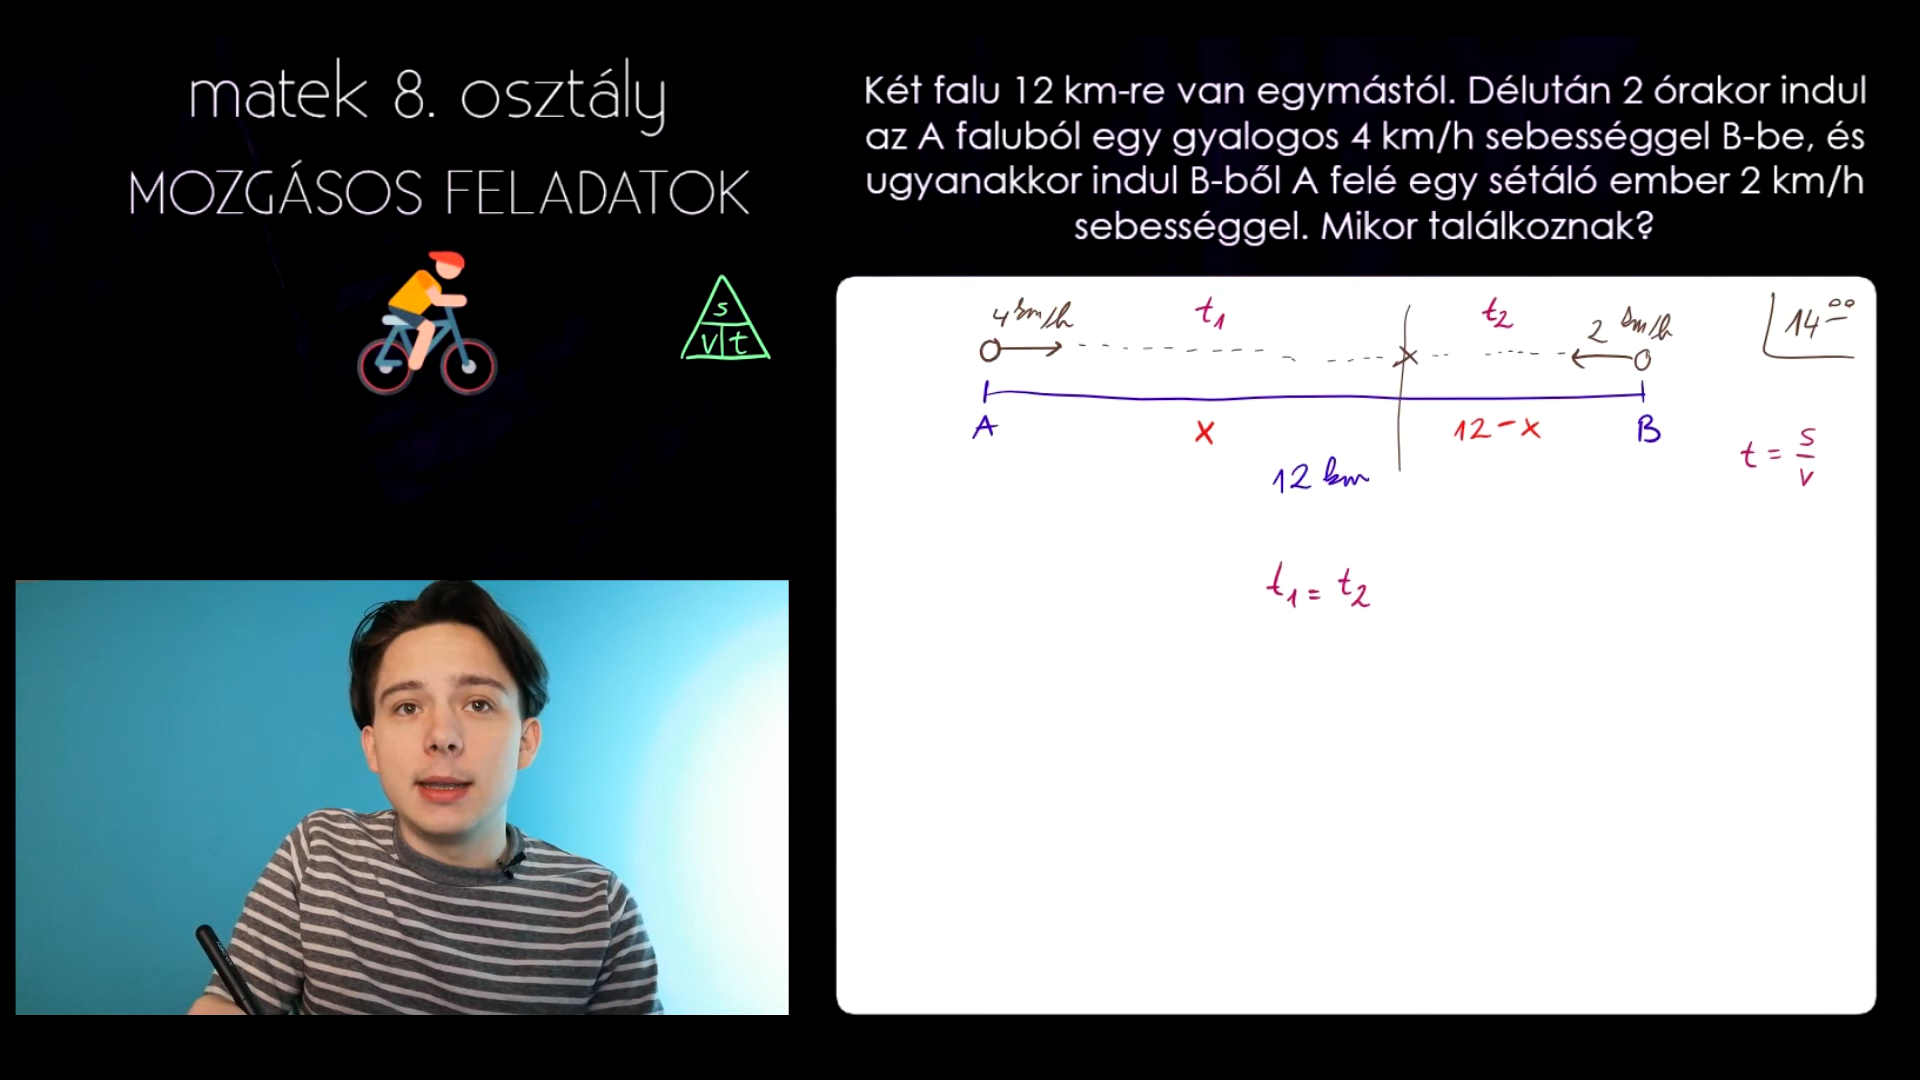 matek 8. osztály
MOZGÁSOS FELADATOK
s
v t
Két falu 12 km-re van egymástól. Délután 2 órakor indul
az A faluból egy gyalogos 4 km/h sebességgel B-be, és
ugyanakkor indul B-ből A felé egy sétáló ember 2 km/h
sebességgel. Mikor találkoznak?
4 km/h t1 t2 2 km/h 14 00
A x 12-x B
12 km
t = s/v
t1 = t2